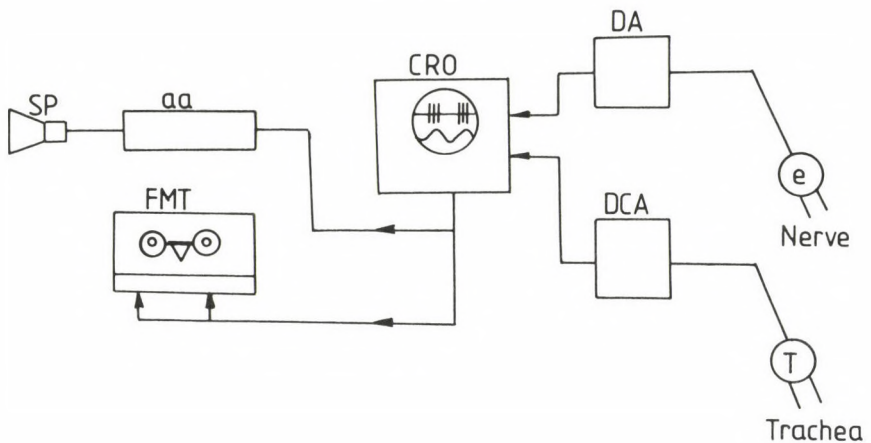 DA
CRO
SP
aa
e
FMT
DCA
Nerve
T
Trachea